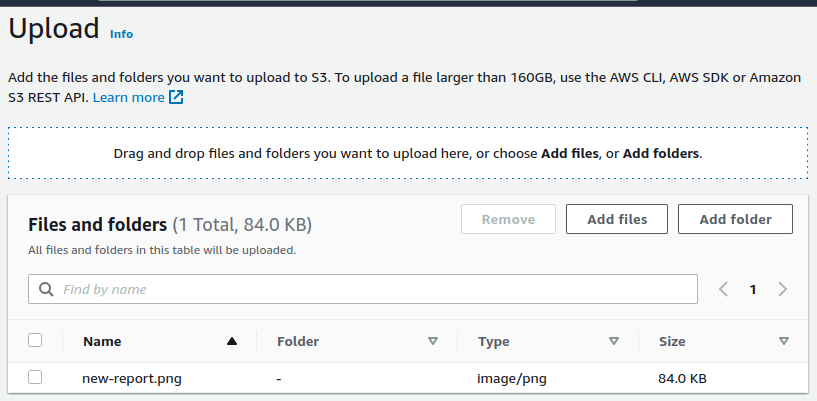 Upload Info
Add the files and folders you want to upload to S3. To upload a file larger than 160GB, use the AWS CLI, AWS SDK or Amazon
S3 REST API. Learn more
Drag and drop files and folders you want to upload here, or choose Add files, or Add folders.
Files and folders (1 Total, 84.0 KB) Remove Add files Add folder
All files and folders in this table will be uploaded.
Find by name 1
Name Folder Type Size
new-report.png - image/png 84.0 KB